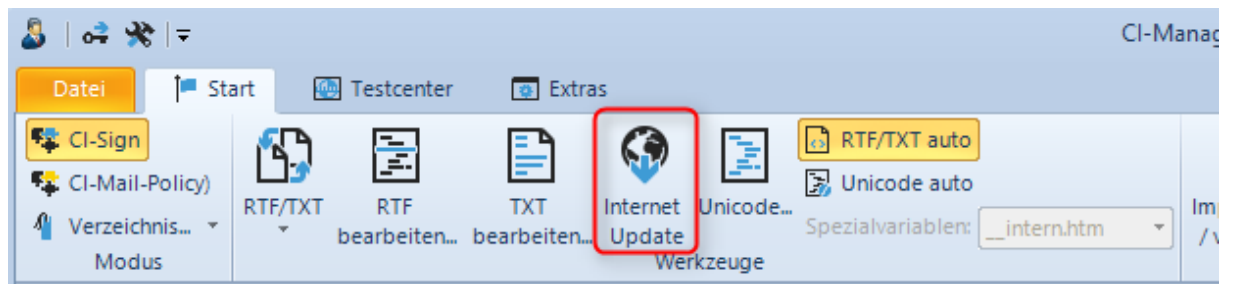 CI-Manag
Datei Start Testcenter Extras
CI-Sign
CI-Mail-Policy)
Verzeichnis...
Modus
RTF/TXT
RTF
bearbeiten...
TXT
bearbeiten...
Internet
Update
Unicode...
RTF/TXT auto
Unicode auto
Spezialvariablen: __intern.htm
Werkzeuge